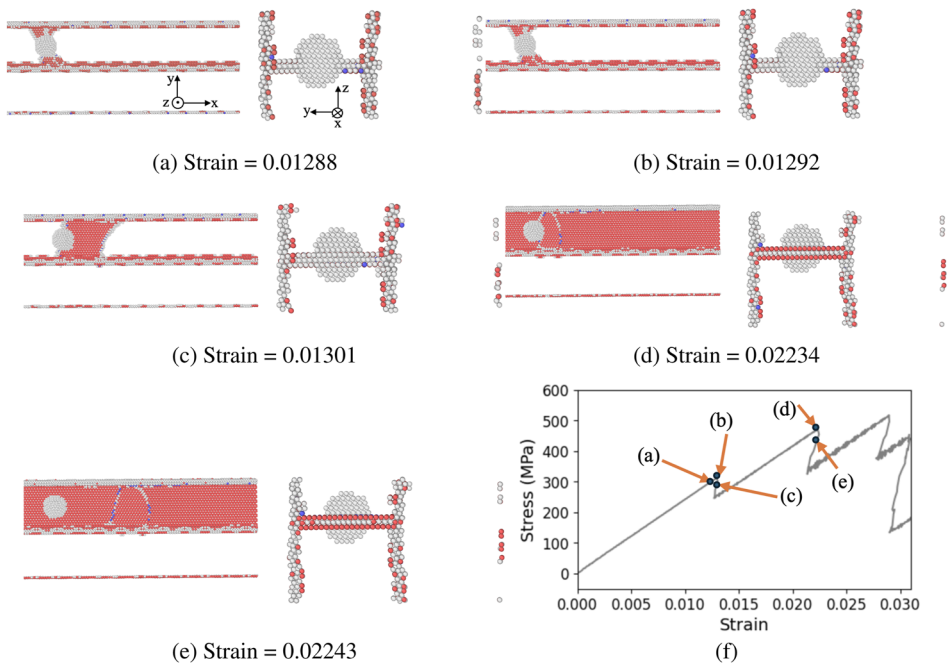 y
z
x
z
y
x
(a) Strain = 0.01288
(b) Strain = 0.01292
(c) Strain = 0.01301
(d) Strain = 0.02234
(e) Strain = 0.02243
600
500
400
300
200
100
0
Stress (MPa)
(a)
(b)
(c)
(d)
(e)
0.000 0.005 0.010 0.015 0.020 0.025 0.030
Strain
(f)